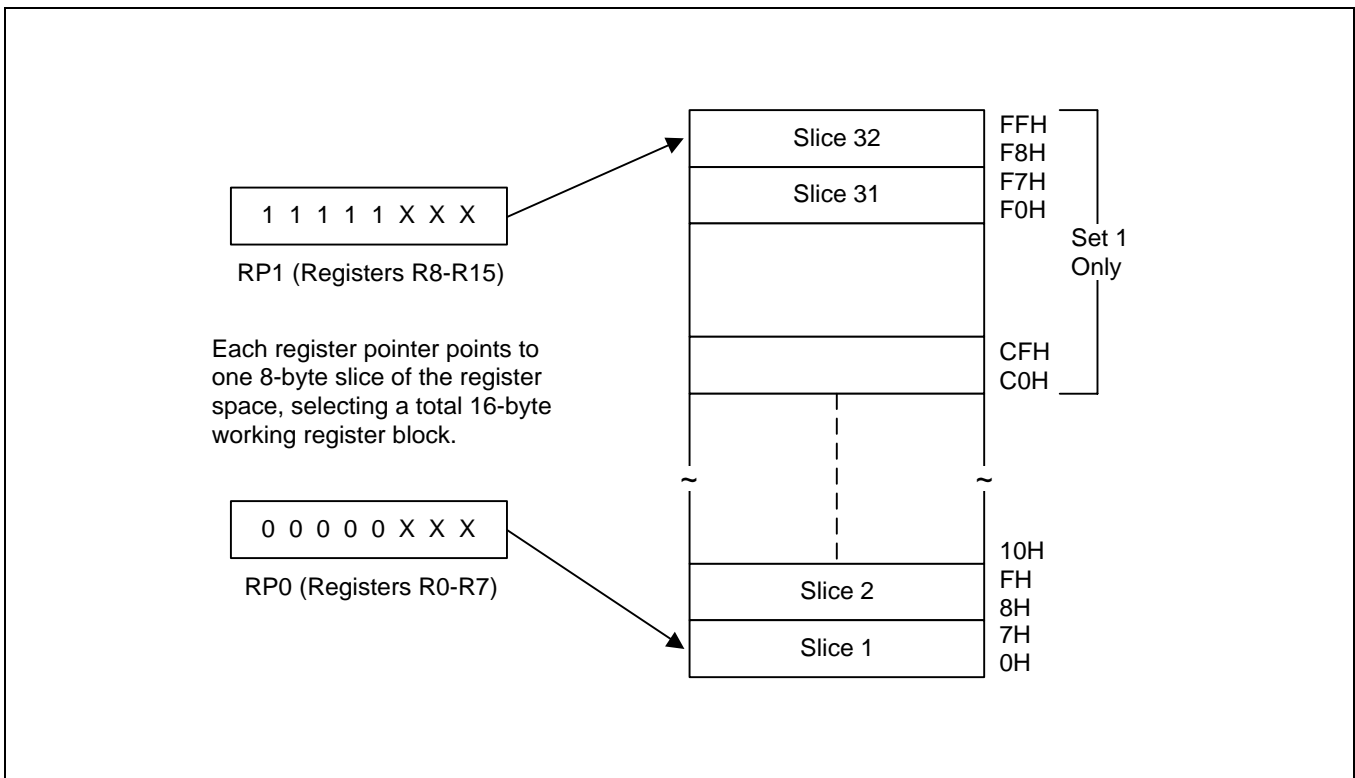 1 1 1 1 1 X X X
RP1 (Registers R8-R15)
Each register pointer points to
one 8-byte slice of the register
space, selecting a total 16-byte
working register block.
0 0 0 0 0 X X X
RP0 (Registers R0-R7)
Slice 32
Slice 31
~
~
Slice 2
Slice 1
FFH
F8H
F7H
F0H
CFH
C0H
10H
FH
8H
7H
0H
Set 1
Only